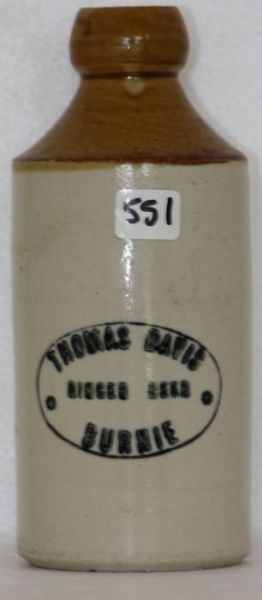 551
THOMAS DAVIS
GINGER BEER
BURNIE